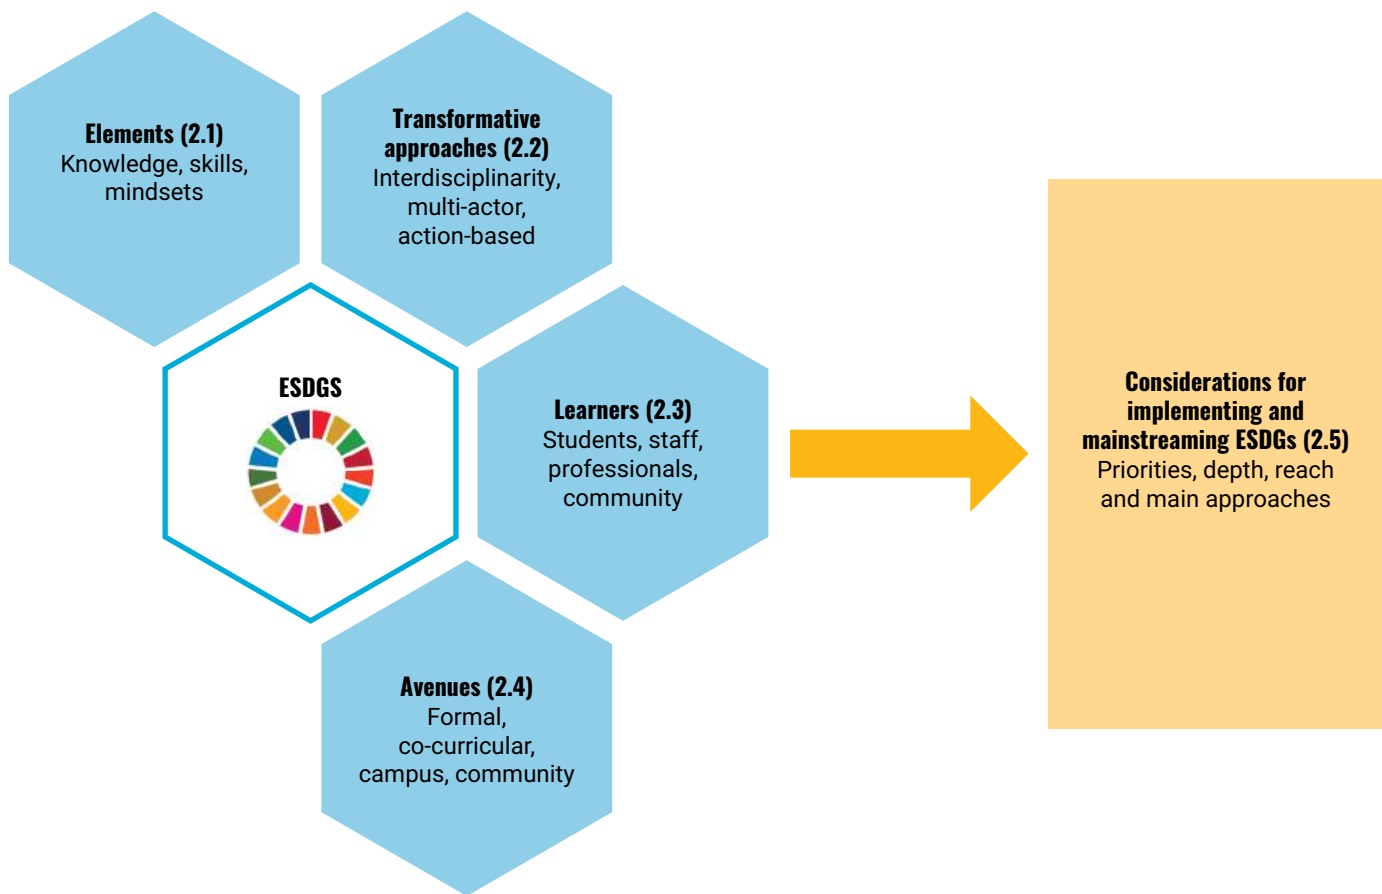 Elements (2.1)
Knowledge, skills,
mindsets
Transformative
approaches (2.2)
Interdisciplinarity,
multi-actor,
action-based
ESDGS
Learners (2.3)
Students, staff,
professionals,
community
Avenues (2.4)
Formal,
co-curricular,
campus, community
Considerations for
implementing and
mainstreaming ESDGs (2.5)
Priorities, depth, reach
and main approaches